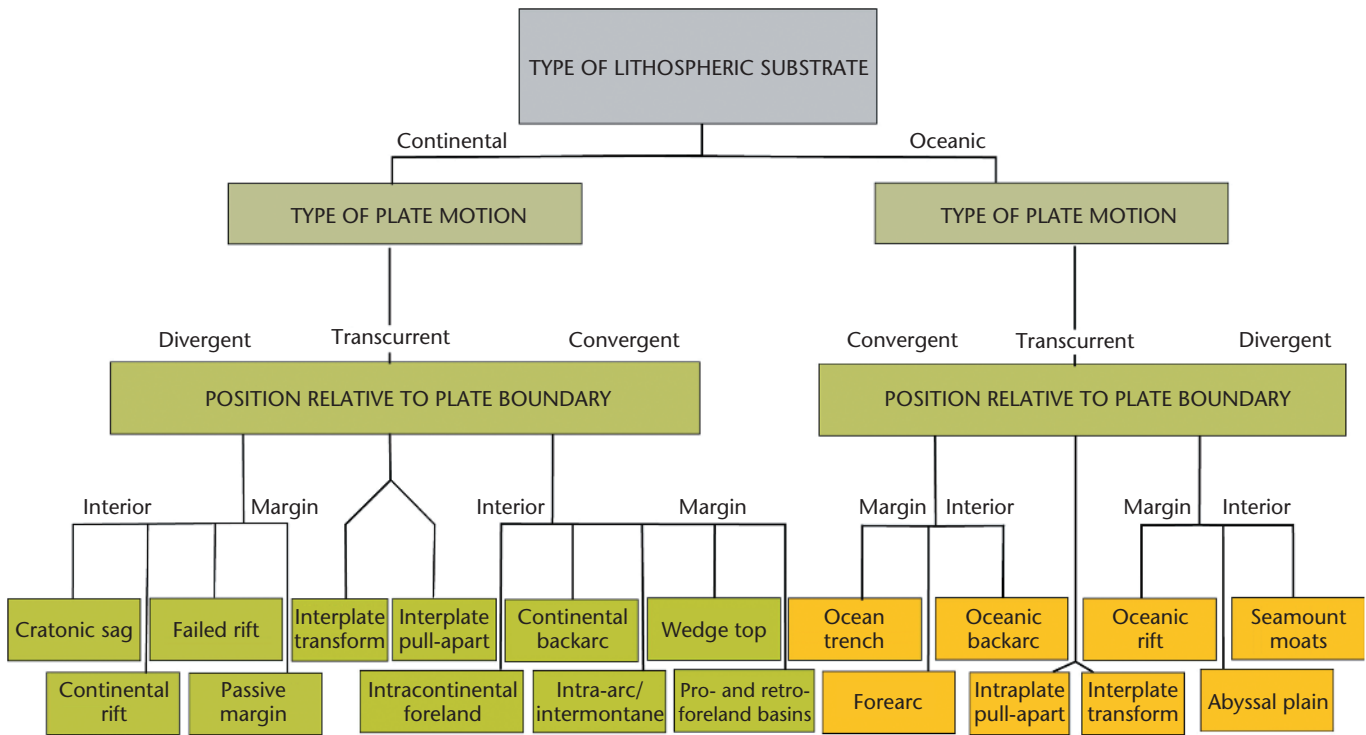 TYPE OF LITHOSPHERIC SUBSTRATE
Continental
Oceanic
TYPE OF PLATE MOTION
TYPE OF PLATE MOTION
Divergent
Transcurrent
Convergent
Convergent
Transcurrent
Divergent
POSITION RELATIVE TO PLATE BOUNDARY
POSITION RELATIVE TO PLATE BOUNDARY
Interior
Margin
Interior
Margin
Margin
Interior
Margin
Interior
Cratonic sag
Failed rift
Interplate
transform
Interplate
pull-apart
Continental
backarc
Wedge top
Ocean
trench
Oceanic
backarc
Oceanic
rift
Seamount
moats
Continental
rift
Passive
margin
Intracontinental
foreland
Intra-arc/
intermontane
Pro- and retro-
foreland basins
Forearc
Intraplate
pull-apart
Interplate
transform
Abyssal plain